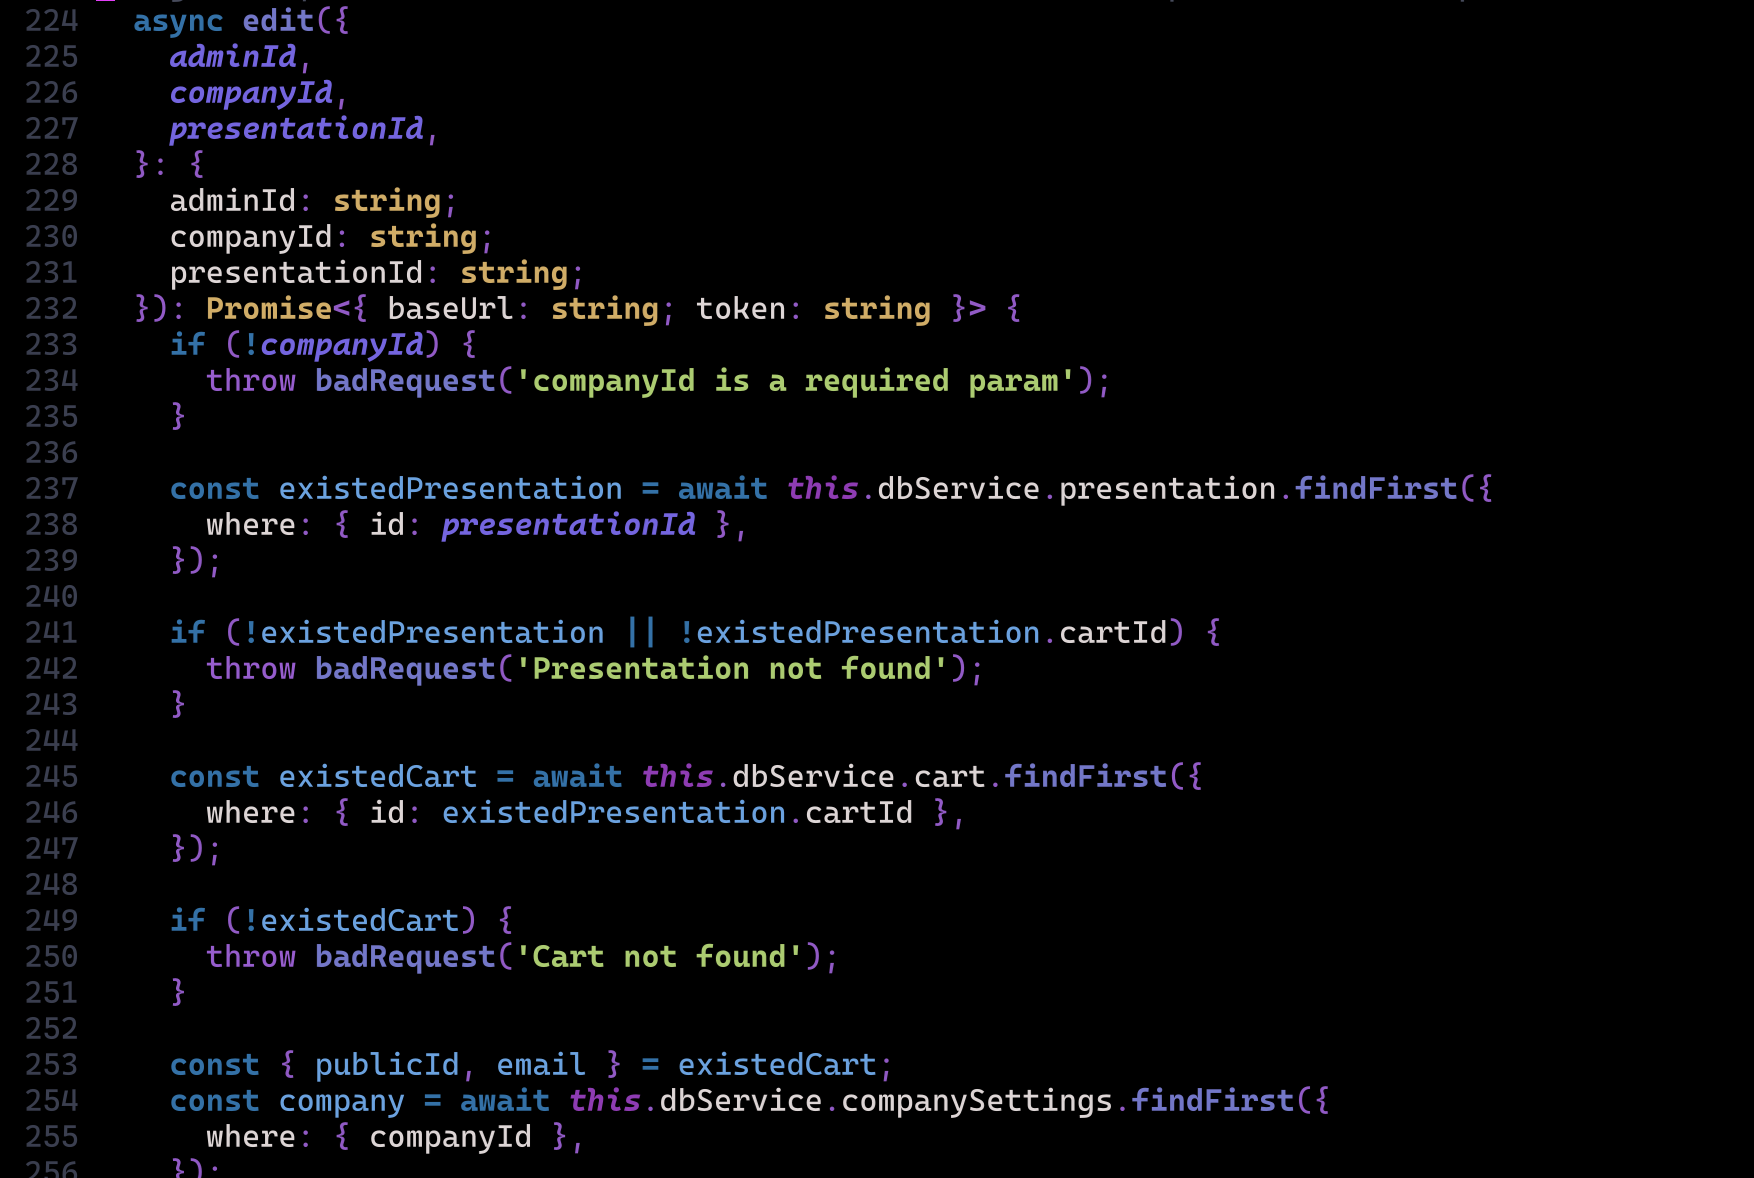 224 async edit({
225 adminId,
226 companyId,
227 presentationId,
228 }: {
229 adminId: string;
230 companyId: string;
231 presentationId: string;
232 }): Promise<{ baseUrl: string; token: string }> {
233 if (!companyId) {
234 throw badRequest('companyId is a required param');
235 }
236
237 const existedPresentation = await this.dbService.presentation.findFirst({
238 where: { id: presentationId },
239 });
240
241 if (!existedPresentation || !existedPresentation.cartId) {
242 throw badRequest('Presentation not found');
243 }
244
245 const existedCart = await this.dbService.cart.findFirst({
246 where: { id: existedPresentation.cartId },
247 });
248
249 if (!existedCart) {
250 throw badRequest('Cart not found');
251 }
252
253 const { publicId, email } = existedCart;
254 const company = await this.dbService.companySettings.findFirst({
255 where: { companyId },
256 });